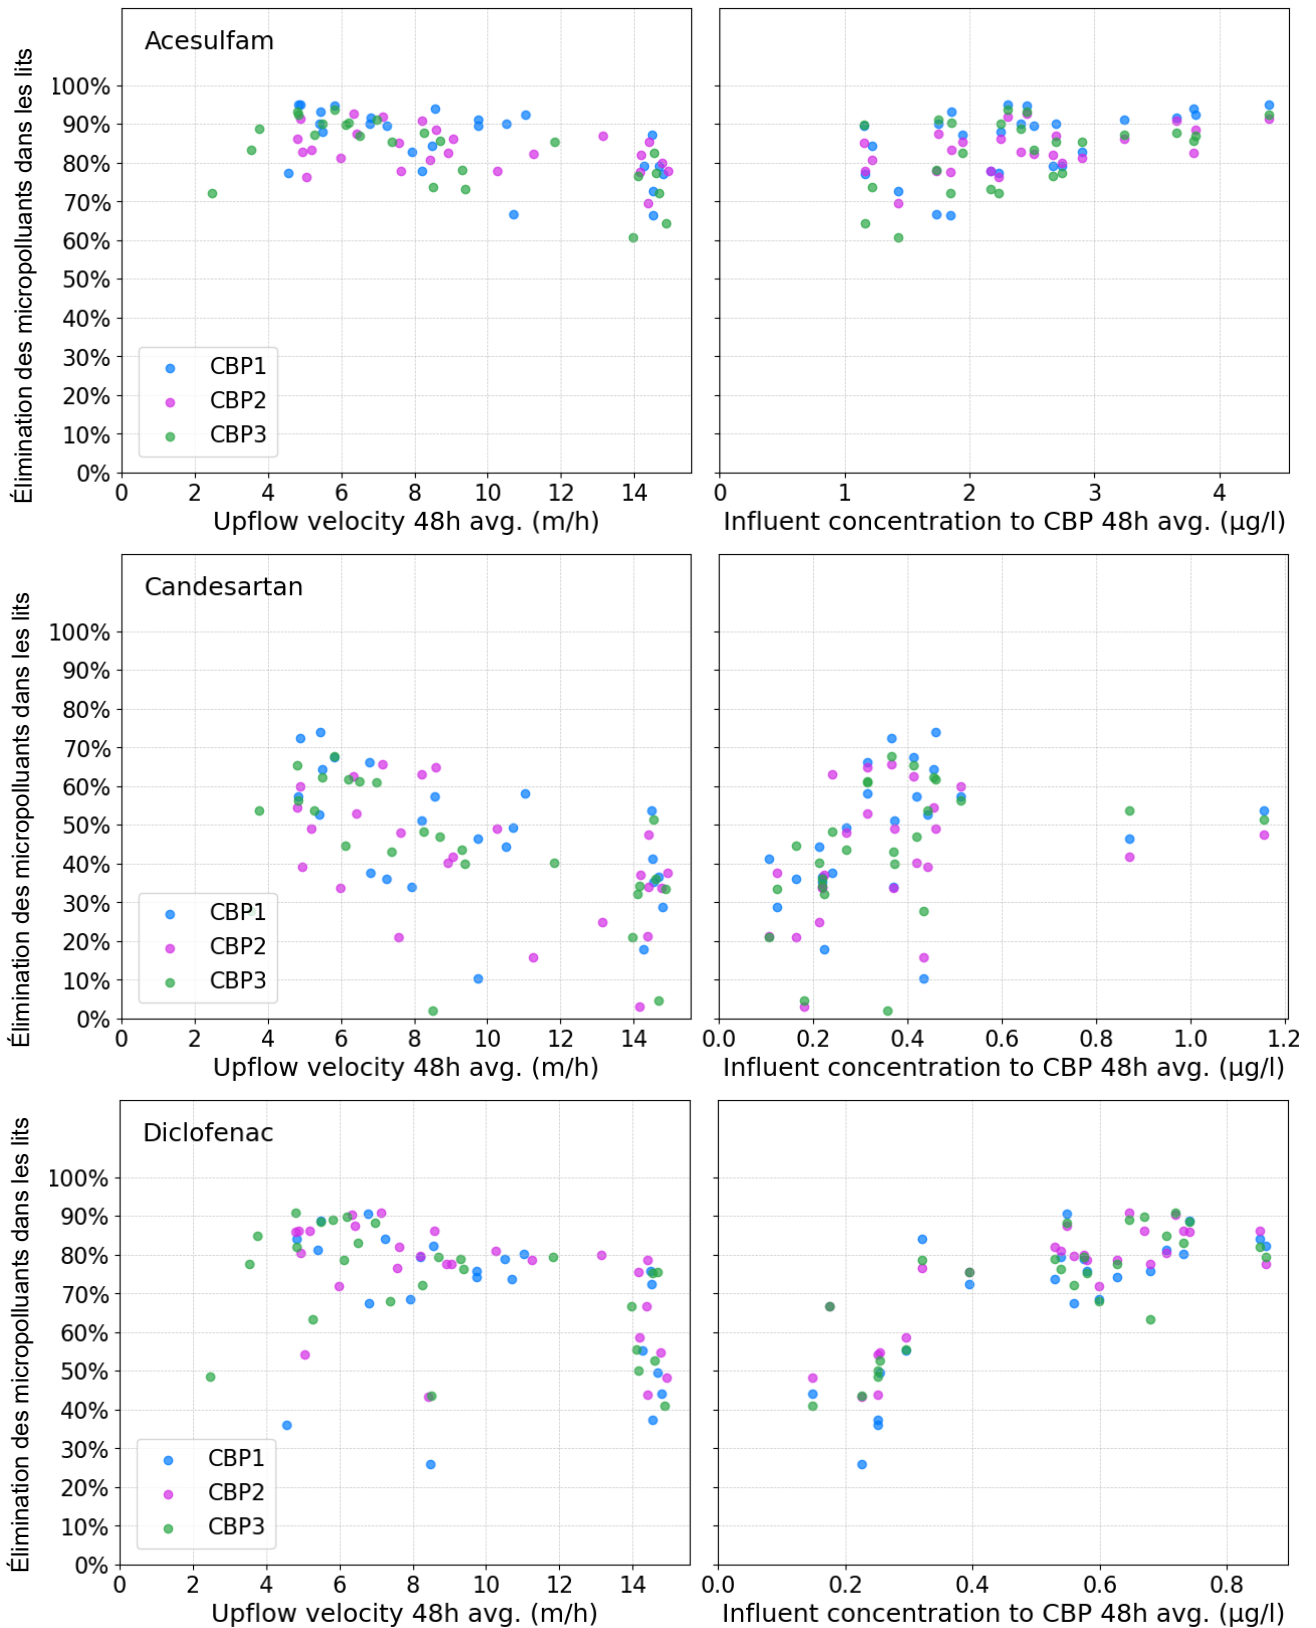 Acesulfam
Élimination des micropolluants dans les lits
100%
90%
80%
70%
60%
50%
40%
30%
20%
10%
0%
CBP1
CBP2
CBP3
0 2 4 6 8 10 12 14
Upflow velocity 48h avg. (m/h)
0 1 2 3 4
Influent concentration to CBP 48h avg. (µg/l)
Candesartan
Élimination des micropolluants dans les lits
100%
90%
80%
70%
60%
50%
40%
30%
20%
10%
0%
CBP1
CBP2
CBP3
0 2 4 6 8 10 12 14
Upflow velocity 48h avg. (m/h)
0.0 0.2 0.4 0.6 0.8 1.0 1.2
Influent concentration to CBP 48h avg. (µg/l)
Diclofenac
Élimination des micropolluants dans les lits
100%
90%
80%
70%
60%
50%
40%
30%
20%
10%
0%
CBP1
CBP2
CBP3
0 2 4 6 8 10 12 14
Upflow velocity 48h avg. (m/h)
0.0 0.2 0.4 0.6 0.8
Influent concentration to CBP 48h avg. (µg/l)